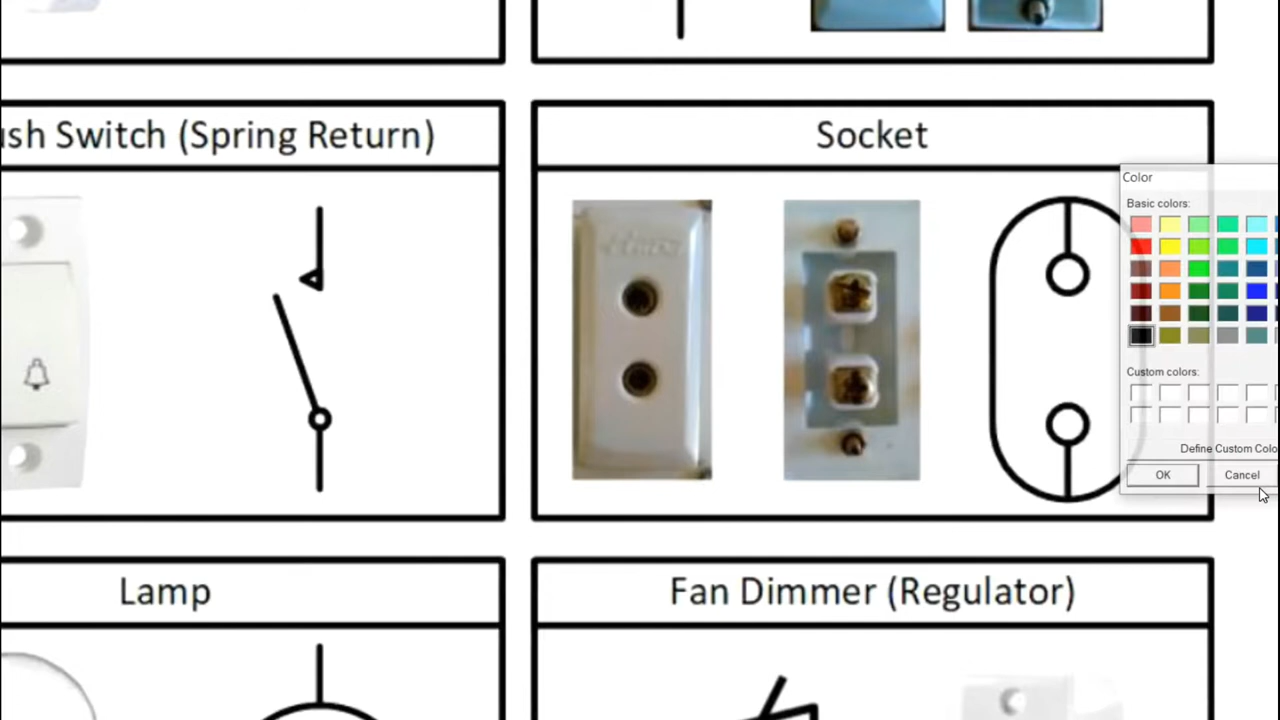 ush Switch (Spring Return)
Socket
Color
Basic colors:
Custom colors:
Define Custom Colo
OK
Cancel
Lamp
Fan Dimmer (Regulator)